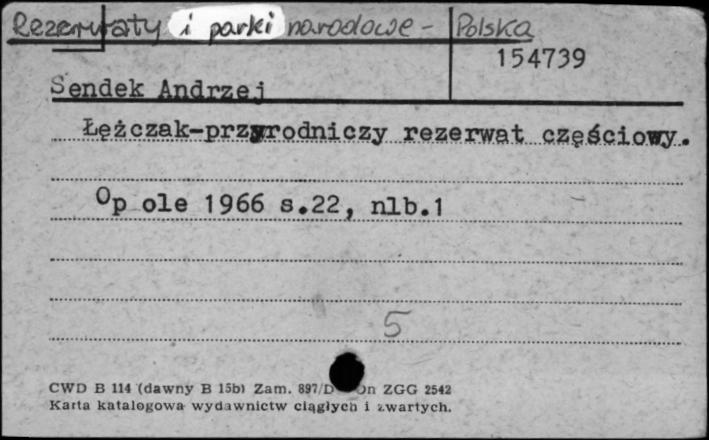 Rezerwaty i parki narodowe - Polska
154739
Sendek Andrzej
Łężczak-przyrodniczy rezerwat częściowy.
Opole 1966 s.22, nlb.1
5
CWD B 114 (dawny B 15b) Zam. 897/D ZGG 2542
Karta katalogowa wydawnictw ciągłych i zwartych.